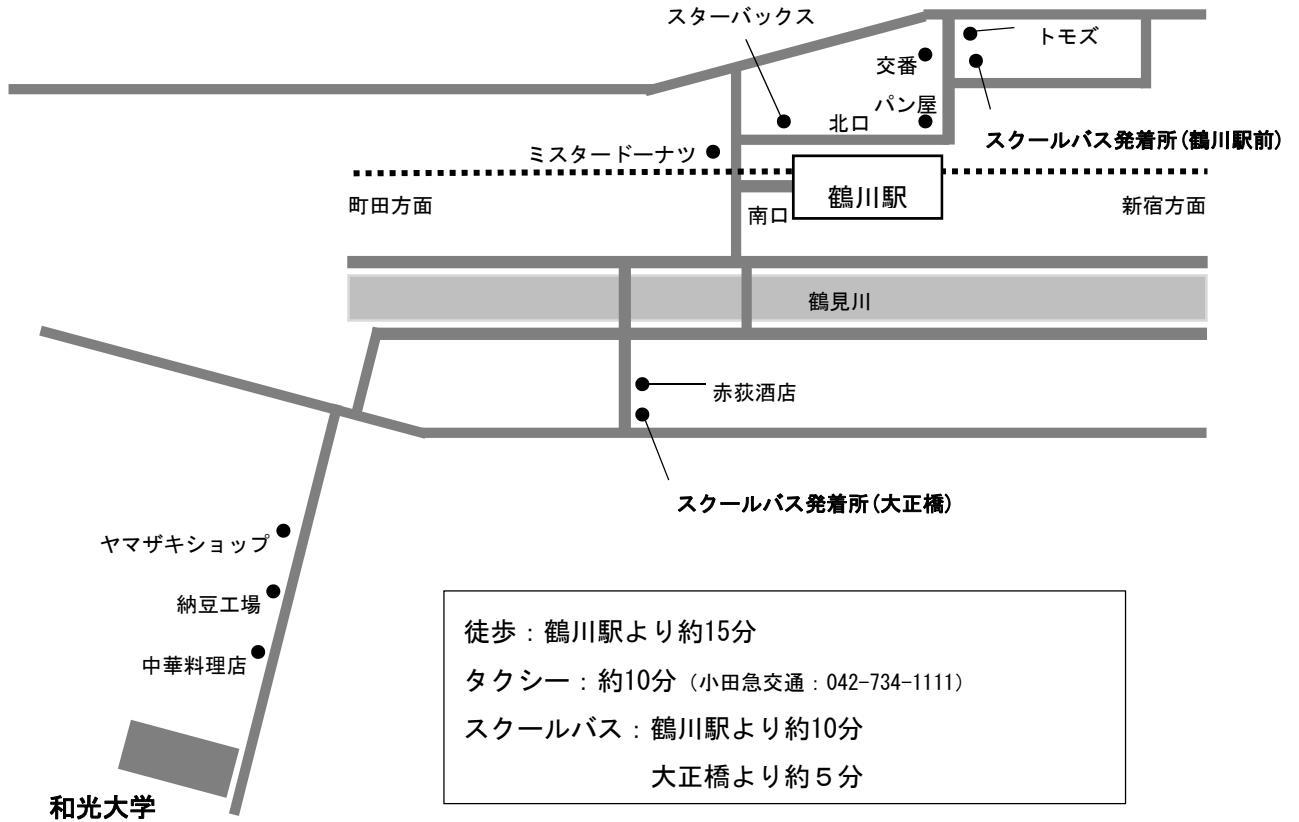 スターバックス
トモズ
交番
パン屋
北口
スクールバス発着所(鶴川駅前)
ミスタードーナツ
鶴川駅
町田方面
南口
新宿方面
鶴見川
赤荻酒店
スクールバス発着所(大正橋)
ヤマザキショップ
納豆工場
中華料理店
和光大学
徒歩:鶴川駅より約15分
タクシー:約10分(小田急交通:042-734-1111)
スクールバス:鶴川駅より約10分
大正橋より約5分